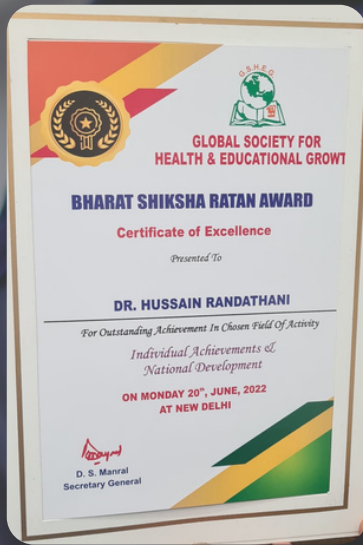 G.S.H.E.G
GLOBAL SOCIETY FOR
HEALTH & EDUCATIONAL GROWT
BHARAT SHIKSHA RATAN AWARD
Certificate of Excellence
Presented To
DR. HUSSAIN RANDATHANI
For Outstanding Achievement In Chosen Field Of Activity
Individual Achievements &
National Development
ON MONDAY 20th, JUNE, 2022
AT NEW DELHI
D. S. Manral
Secretary General